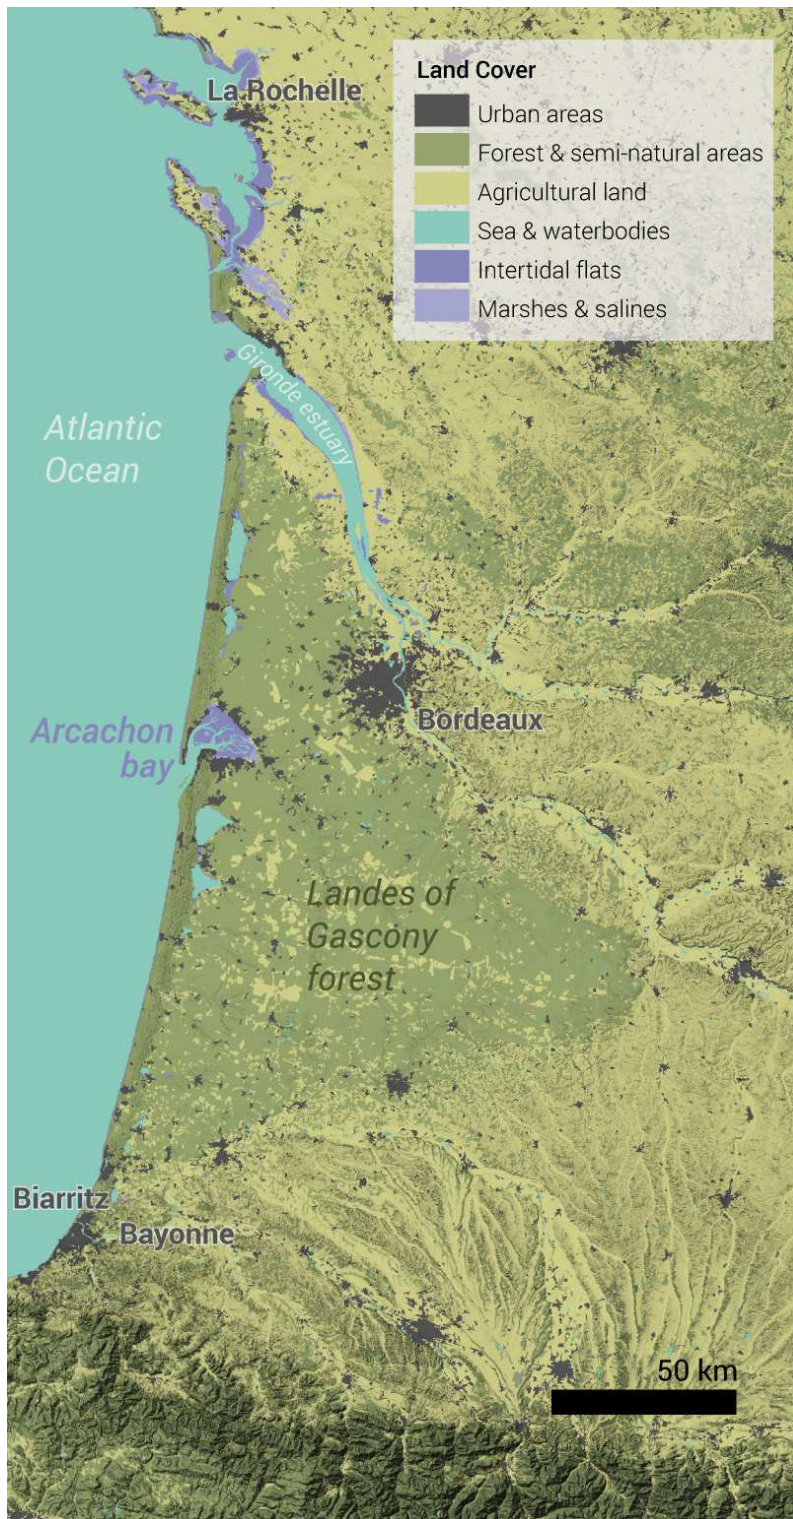 La Rochelle
Land Cover
Urban areas
Forest & semi-natural areas
Agricultural land
Sea & waterbodies
Intertidal flats
Marshes & salines
Gironde estuary
Atlantic
Ocean
Arcachon
bay
Bordeaux
Landes of
Gascony
forest
Biarritz
Bayonne
50 km